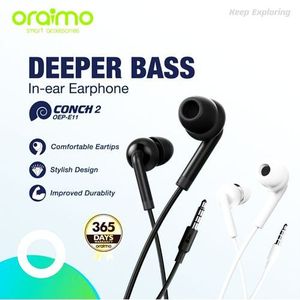 oraimo
smart accessories
Keep Exploring
DEEPER BASS
In-ear Earphone
CONCH 2
OEP-E11
Comfortable Eartips
Stylish Design
Improved Durablity
365
DAYS
oraimo